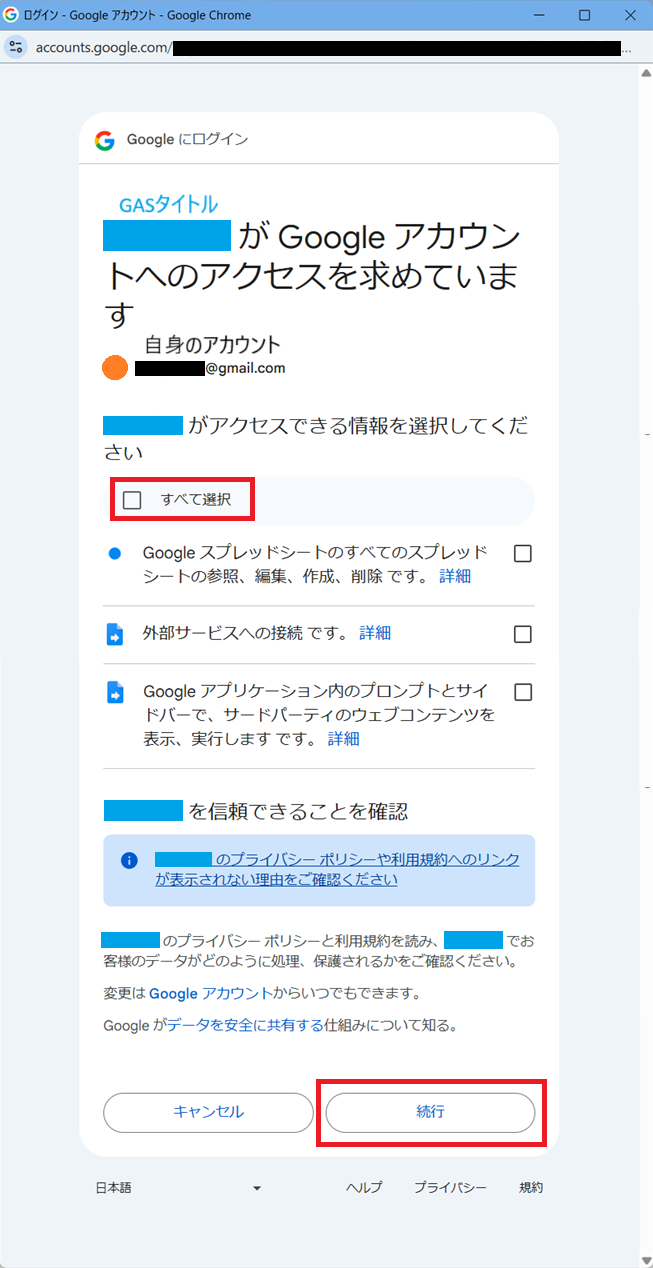 ログイン - Google アカウント - Google Chrome
accounts.google.com/
...
Google にログイン
GASタイトル
が Google アカウン
トへのアクセスを求めていま
す
自身のアカウント
@gmail.com
がアクセスできる情報を選択してくだ
さい
すべて選択
Google スプレッドシートのすべてのスプレッド
シートの参照、編集、作成、削除 です。 詳細
外部サービスへの接続 です。 詳細
Google アプリケーション内のプロンプトとサイ
ドバーで、サードパーティのウェブコンテンツを
表示、実行します です。 詳細
を信頼できることを確認
のプライバシー ポリシーや利用規約へのリンク
が表示されない理由をご確認ください
のプライバシー ポリシーと利用規約を読み、 でお
客様のデータがどのように処理、保護されるかをご確認ください。
変更は Google アカウントからいつでもできます。
Google がデータを安全に共有する仕組みについて知る。
キャンセル
続行
日本語
ヘルプ
プライバシー
規約